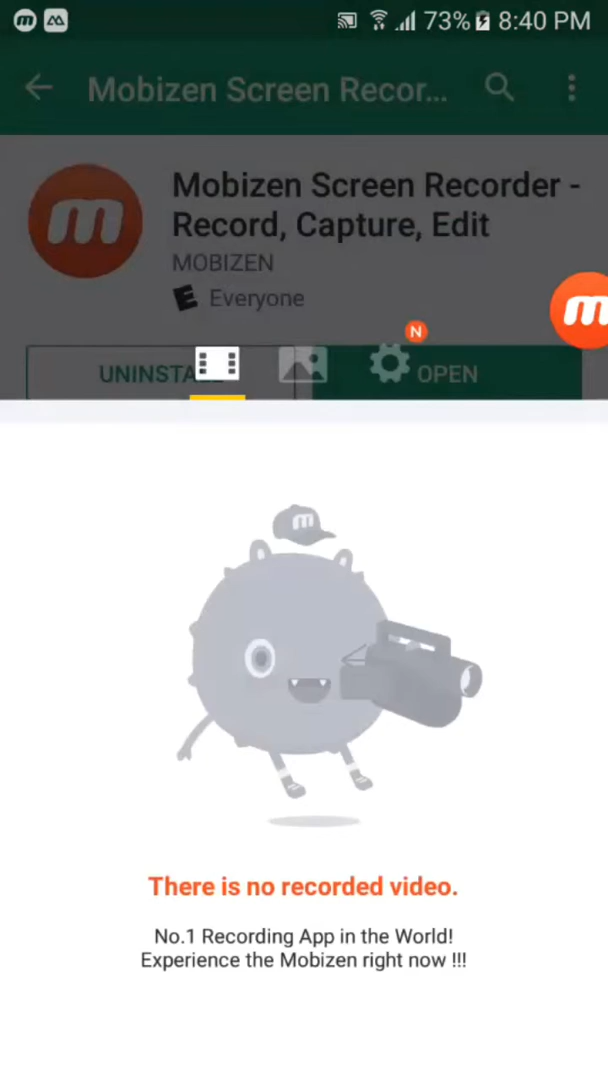 73% 8:40 PM
Mobizen Screen Recor...
Mobizen Screen Recorder -
Record, Capture, Edit
MOBIZEN
E Everyone
m
m
N
UNINSTA OPEN
m
There is no recorded video.
No.1 Recording App in the World!
Experience the Mobizen right now !!!